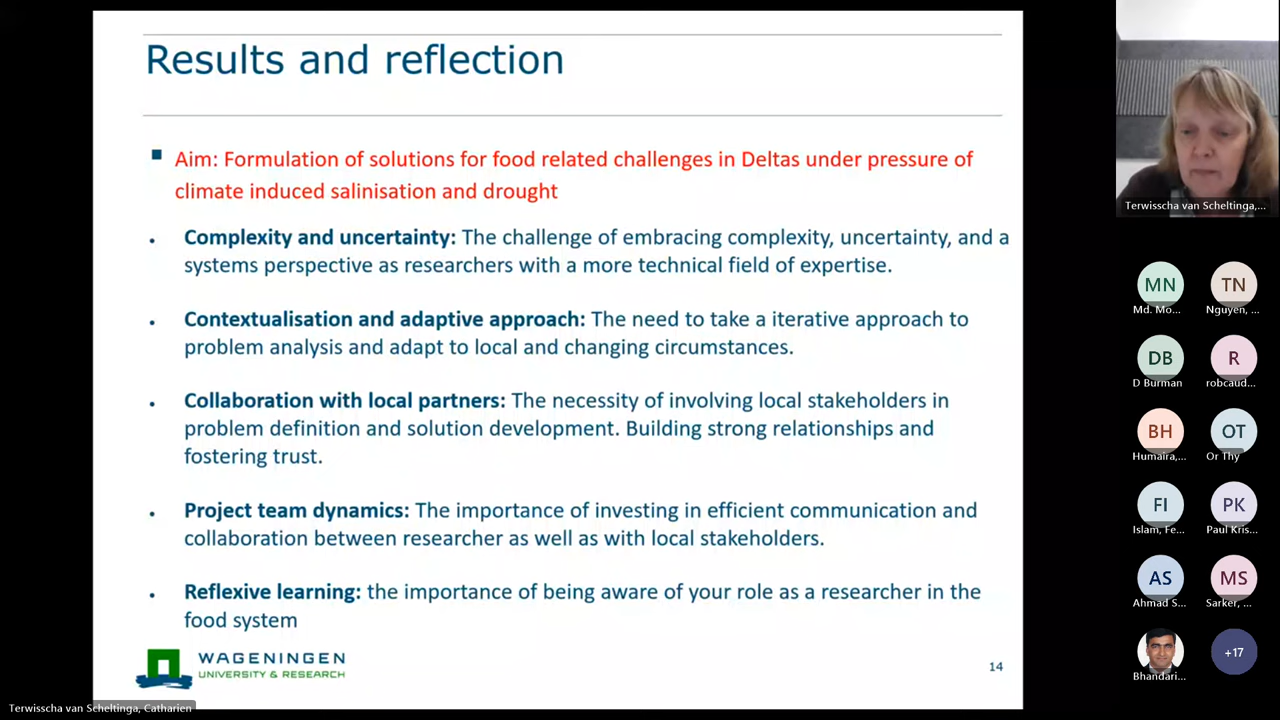 Results and reflection
Aim: Formulation of solutions for food related challenges in Deltas under pressure of
climate induced salinisation and drought
Complexity and uncertainty: The challenge of embracing complexity, uncertainty, and a
systems perspective as researchers with a more technical field of expertise.
Contextualisation and adaptive approach: The need to take a iterative approach to
problem analysis and adapt to local and changing circumstances.
Collaboration with local partners: The necessity of involving local stakeholders in
problem definition and solution development. Building strong relationships and
fostering trust.
Project team dynamics: The importance of investing in efficient communication and
collaboration between researcher as well as with local stakeholders.
Reflexive learning: the importance of being aware of your role as a researcher in the
food system
WAGENINGEN
UNIVERSITY & RESEARCH
14
Terwisscha van Scheltinga, Catharien
Terwisscha van Scheltinga,...
MN
Md. Mo...
TN
Nguyen, ...
DB
D Burman
R
robcaud...
BH
Humaira,...
OT
Or Thy
FI
Islam, Fe...
PK
Paul Kris...
AS
Ahmad S...
MS
Sarker, ...
Bhandari...
+17